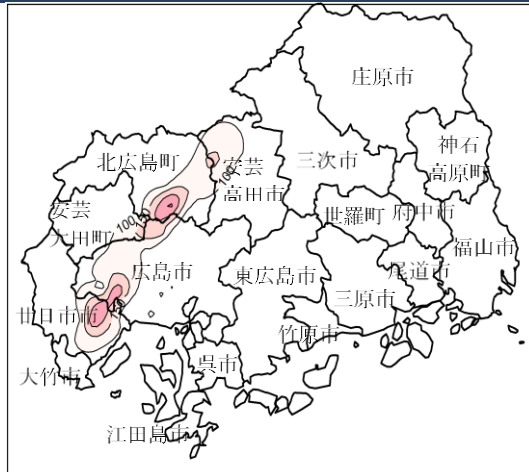 庄原市
神石
高原町
三次市
北広島町
安芸
高田市
100
安芸
太田町
100
世羅町
府中市
福山市
広島市
東広島市
尾道市
三原市
廿日市市
竹原市
大竹市
呉市
江田島市